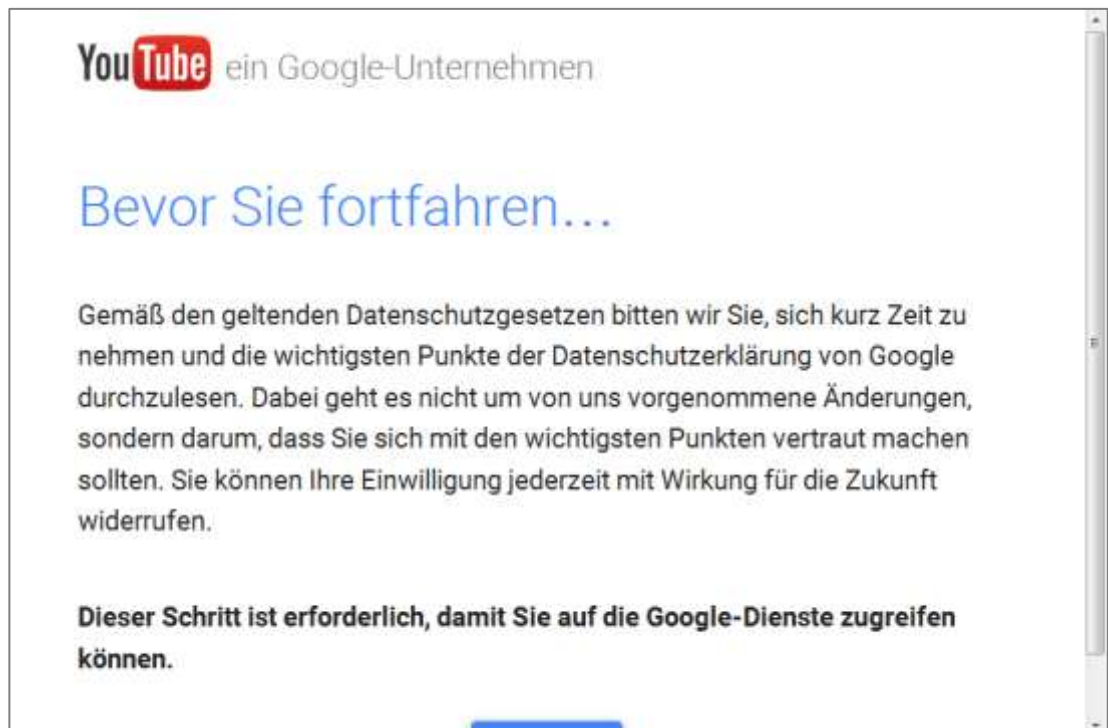 YouTube ein Google-Unternehmen
Bevor Sie fortfahren…
Gemäß den geltenden Datenschutzgesetzen bitten wir Sie, sich kurz Zeit zu
nehmen und die wichtigsten Punkte der Datenschutzerklärung von Google
durchzulesen. Dabei geht es nicht um von uns vorgenommene Änderungen,
sondern darum, dass Sie sich mit den wichtigsten Punkten vertraut machen
sollten. Sie können Ihre Einwilligung jederzeit mit Wirkung für die Zukunft
widerrufen.
Dieser Schritt ist erforderlich, damit Sie auf die Google-Dienste zugreifen
können.